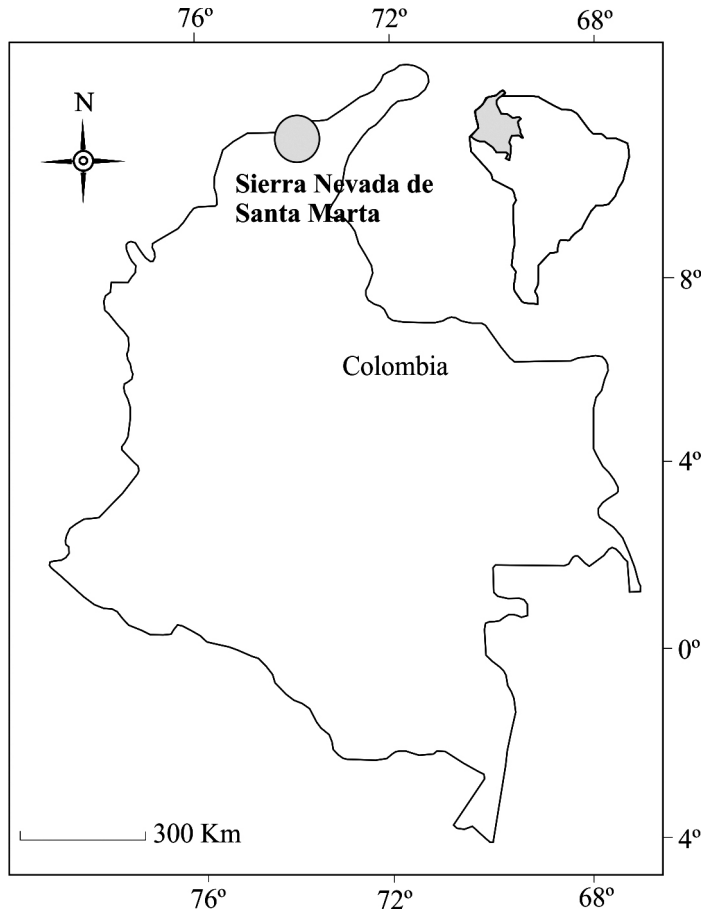 76º 72º 68º
N
Sierra Nevada de
Santa Marta
8º
Colombia
4º
0º
300 Km
4º
76º 72º 68º